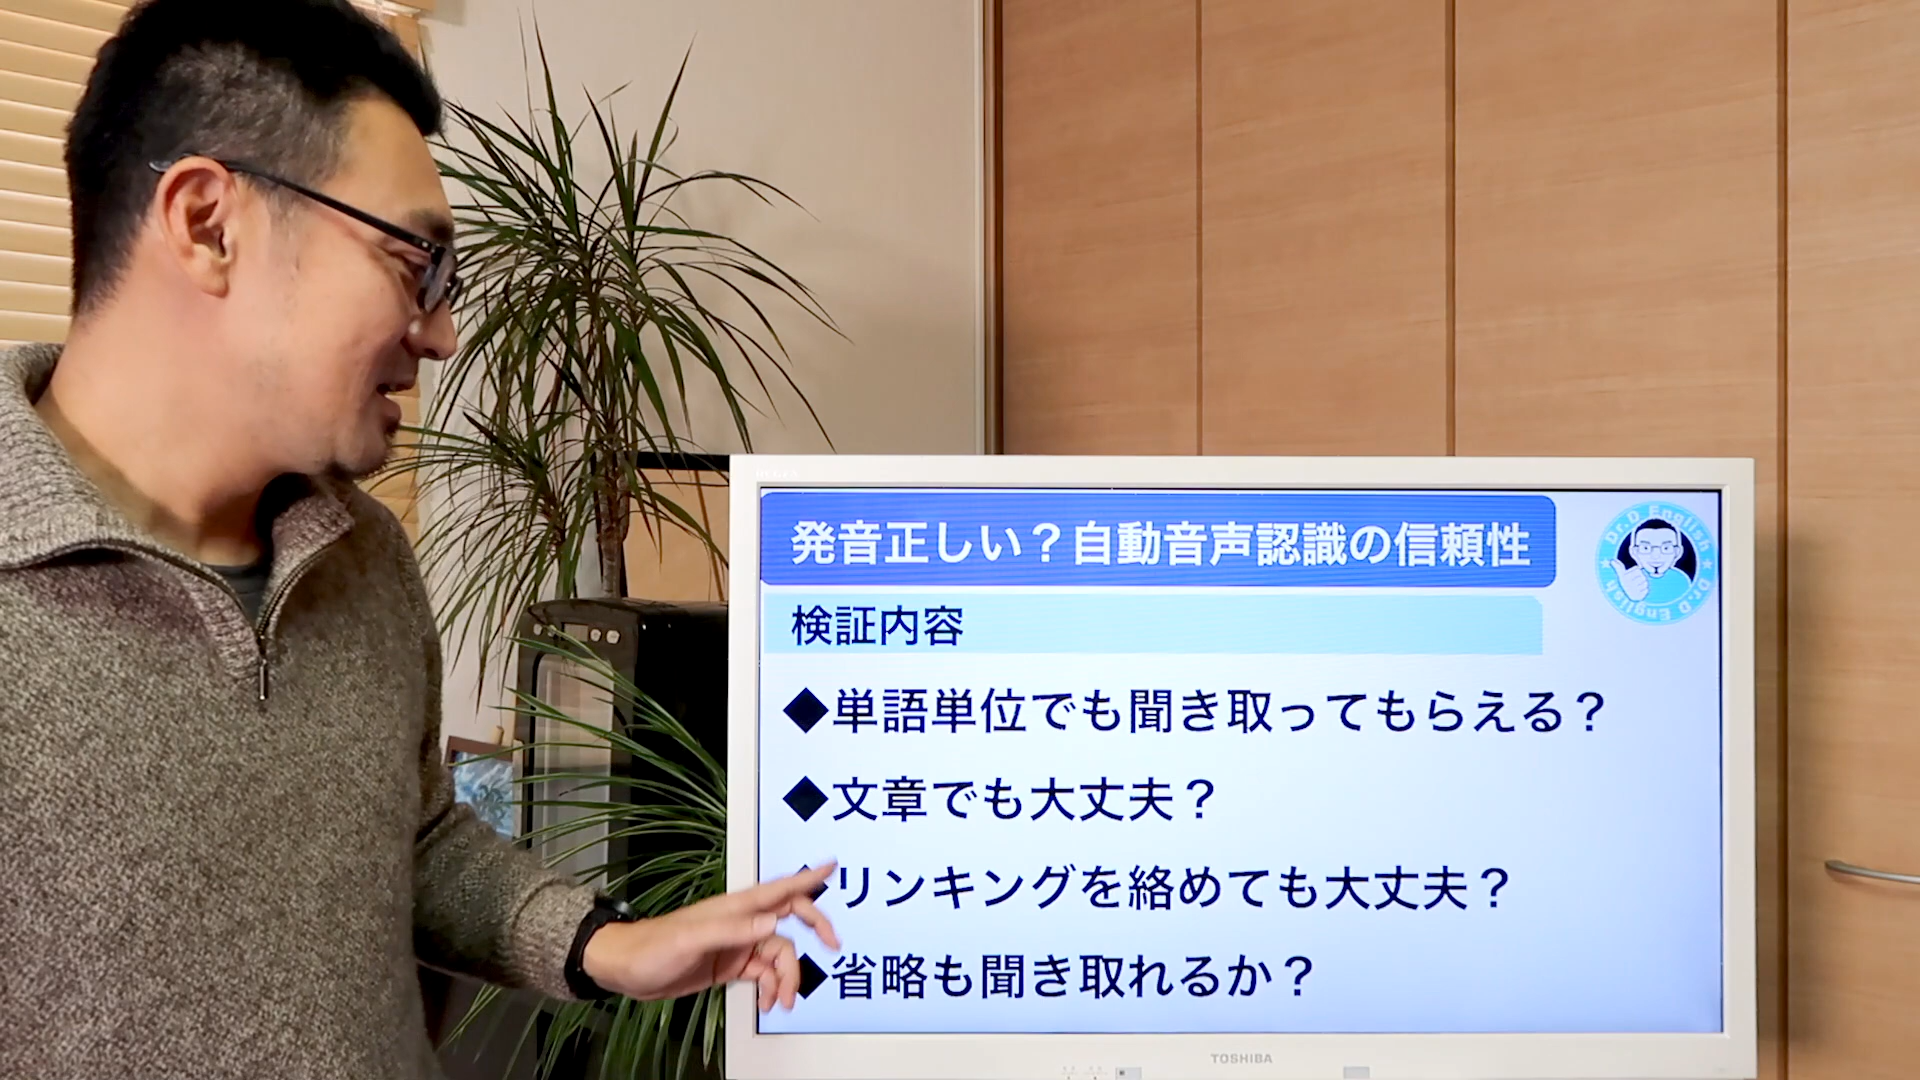 発音正しい？自動音声認識の信頼性
Dr.D English ★ Dr.D English ★
検証内容
◆単語単位でも聞き取ってもらえる？
◆文章でも大丈夫？
◆リンキングを絡めても大丈夫？
◆省略も聞き取れるか？
TOSHIBA